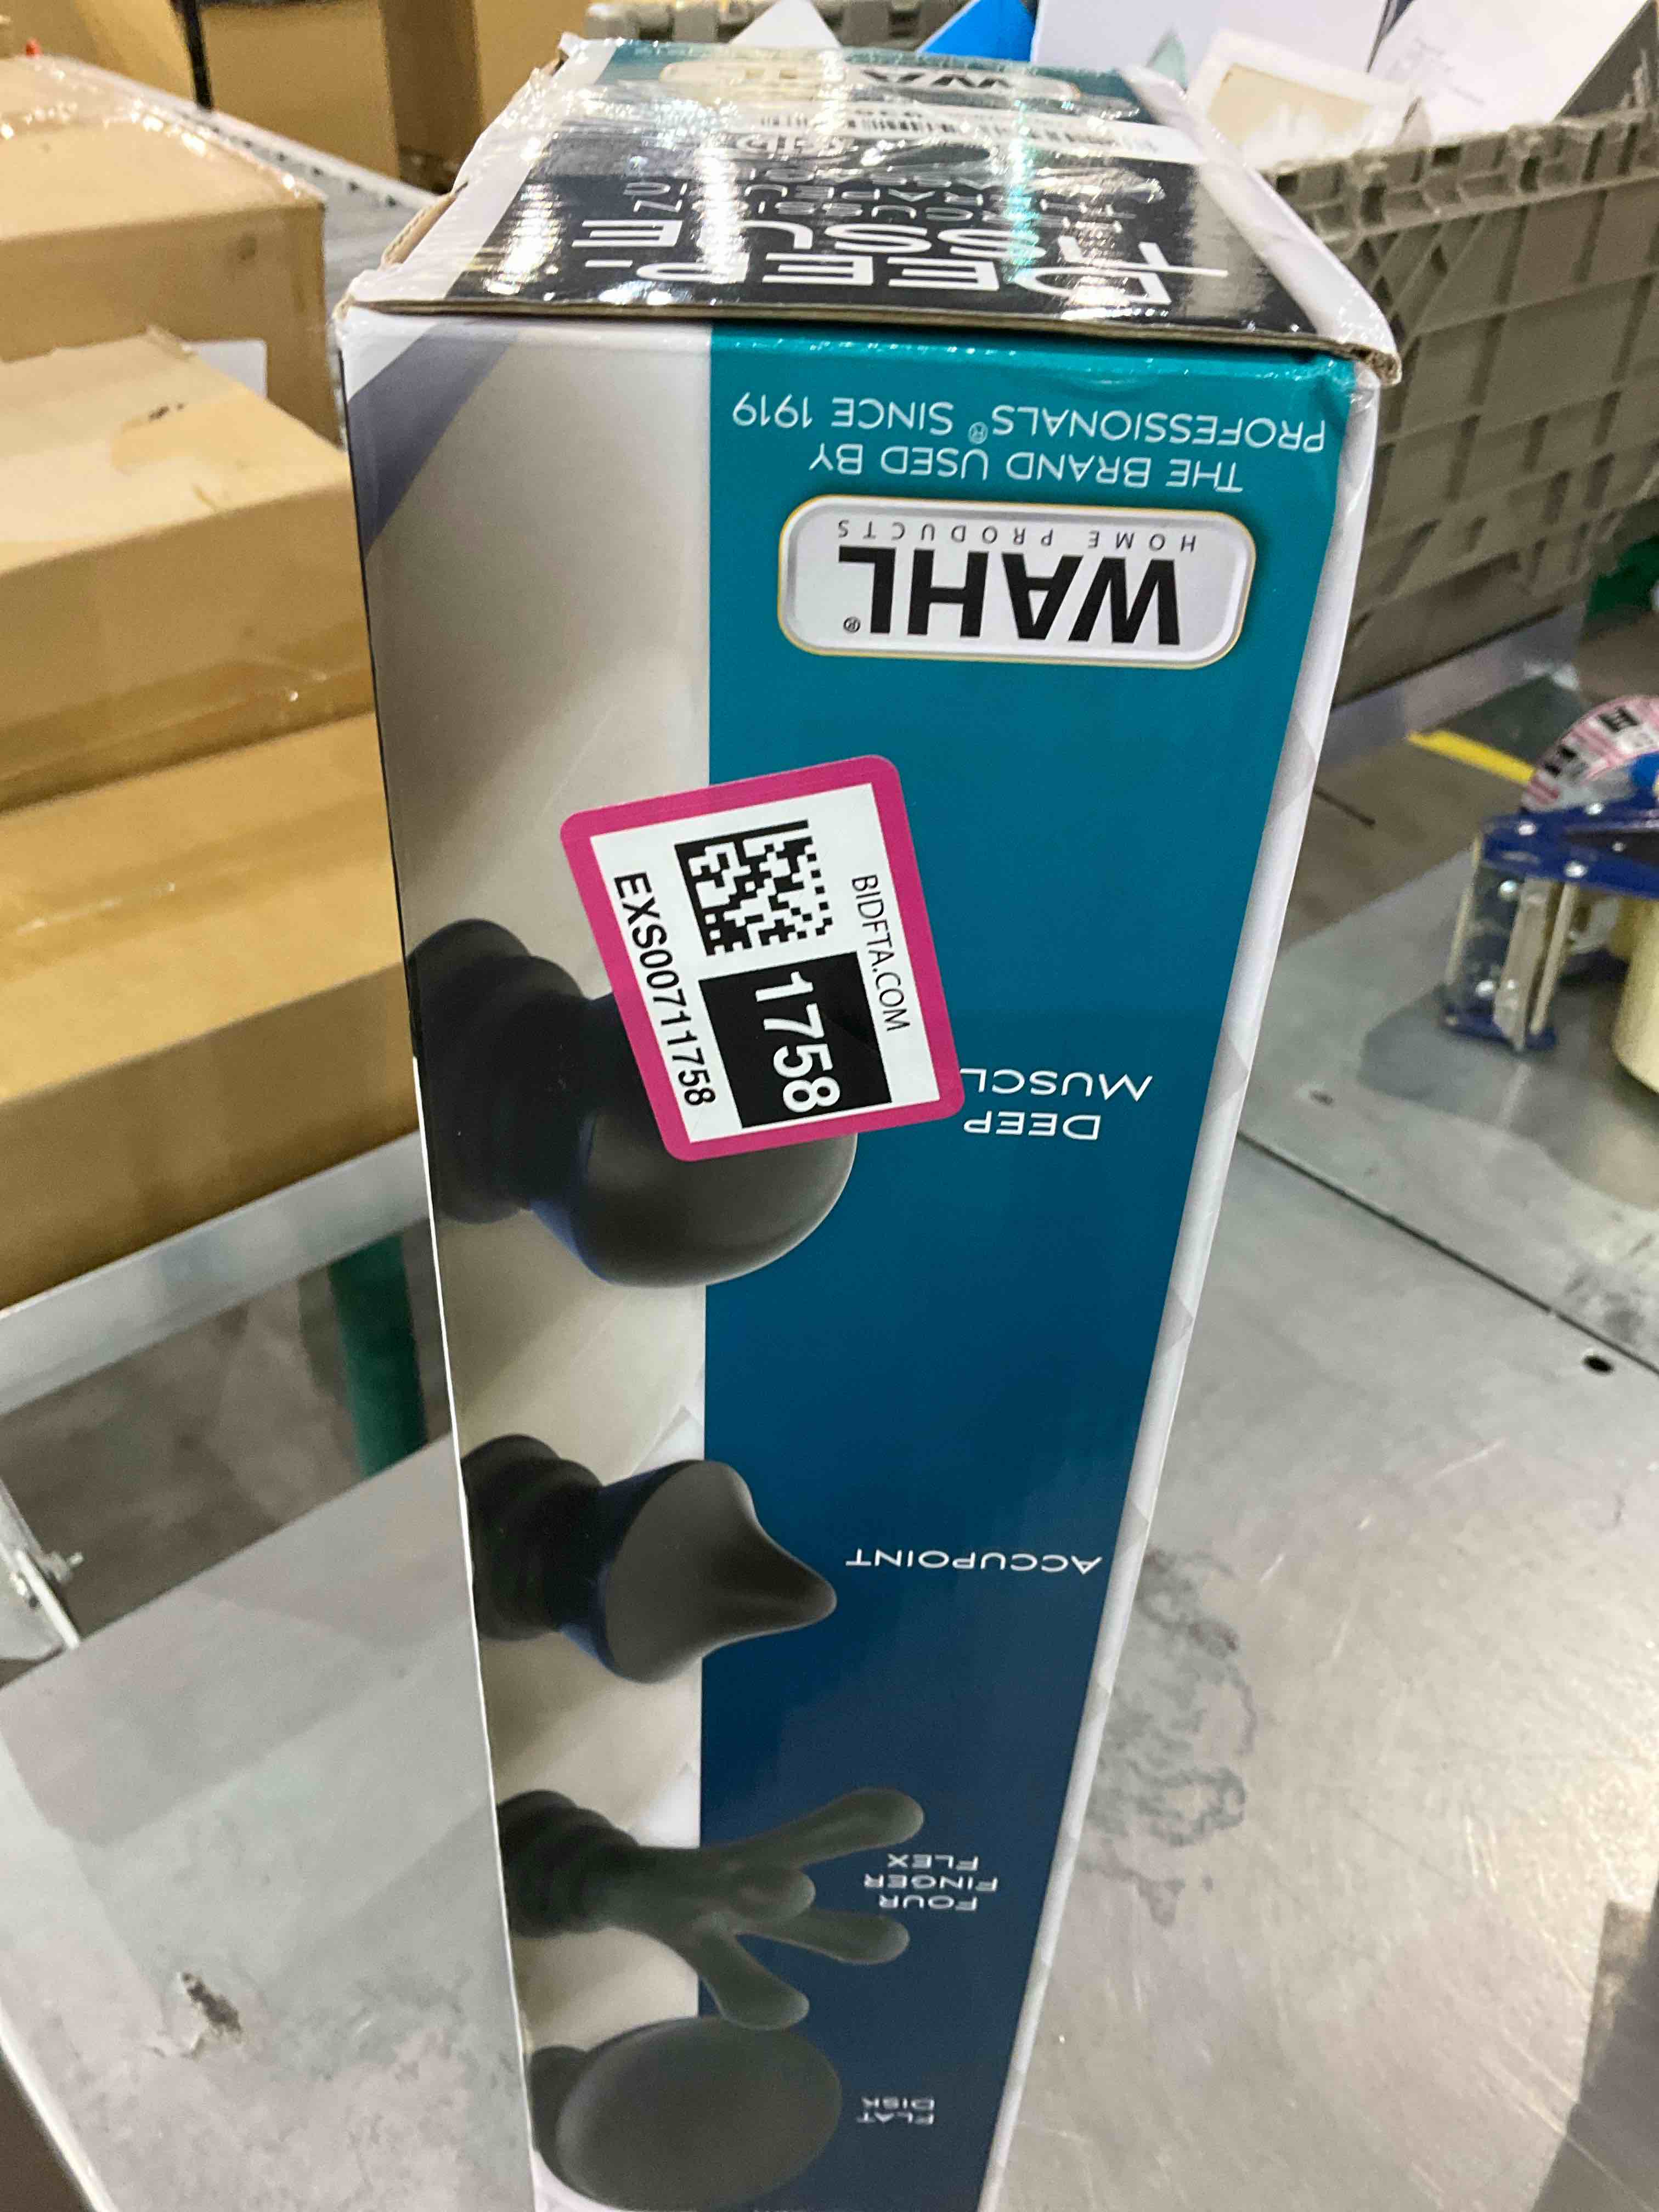 WA
DEEP
TISSUE
THE BRAND USED BY
PROFESSIONALS® SINCE 1919
WAHL®
HOME PRODUCTS
BIDFTA.COM
1758
EXS00711758
DEEP
MUSCL
ACCUPOINT
FOUR
FINGER
FLEX
FLAT
DISK